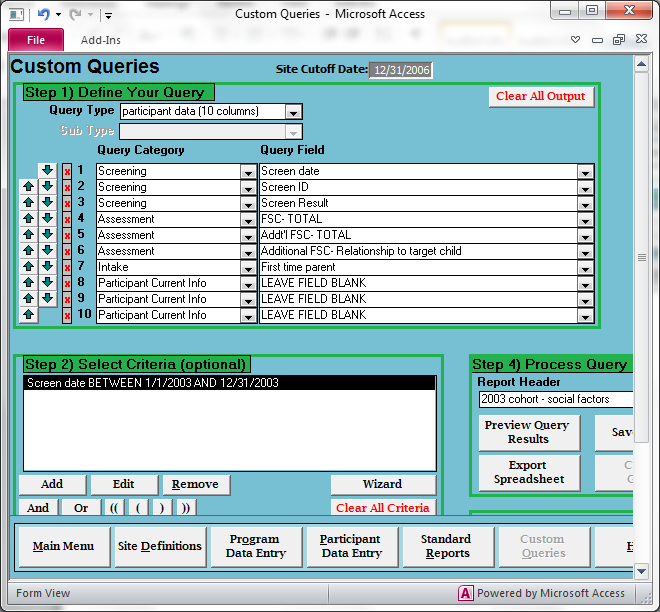 Custom Queries - Microsoft Access
File Add-Ins
Custom Queries
Site Cutoff Date: 12/31/2006
Step 1) Define Your Query
Clear All Output
Query Type participant data (10 columns)
Sub Type
Query Category Query Field
x 1 Screening Screen date
x 2 Screening Screen ID
x 3 Screening Screen Result
x 4 Assessment FSC- TOTAL
x 5 Assessment Addt'l FSC- TOTAL
x 6 Assessment Additional FSC- Relationship to target child
x 7 Intake First time parent
x 8 Participant Current Info LEAVE FIELD BLANK
x 9 Participant Current Info LEAVE FIELD BLANK
x 10 Participant Current Info LEAVE FIELD BLANK
Step 2) Select Criteria (optional)
Screen date BETWEEN 1/1/2003 AND 12/31/2003
Add Edit Remove Wizard
And Or (( ( ) )) Clear All Criteria
Step 4) Process Query
Report Header
2003 cohort - social factors
Preview Query
Results
Export
Spreadsheet
Main Menu
Site Definitions
Program
Data Entry
Participant
Data Entry
Standard
Reports
Custom
Queries
Form View
A Powered by Microsoft Access